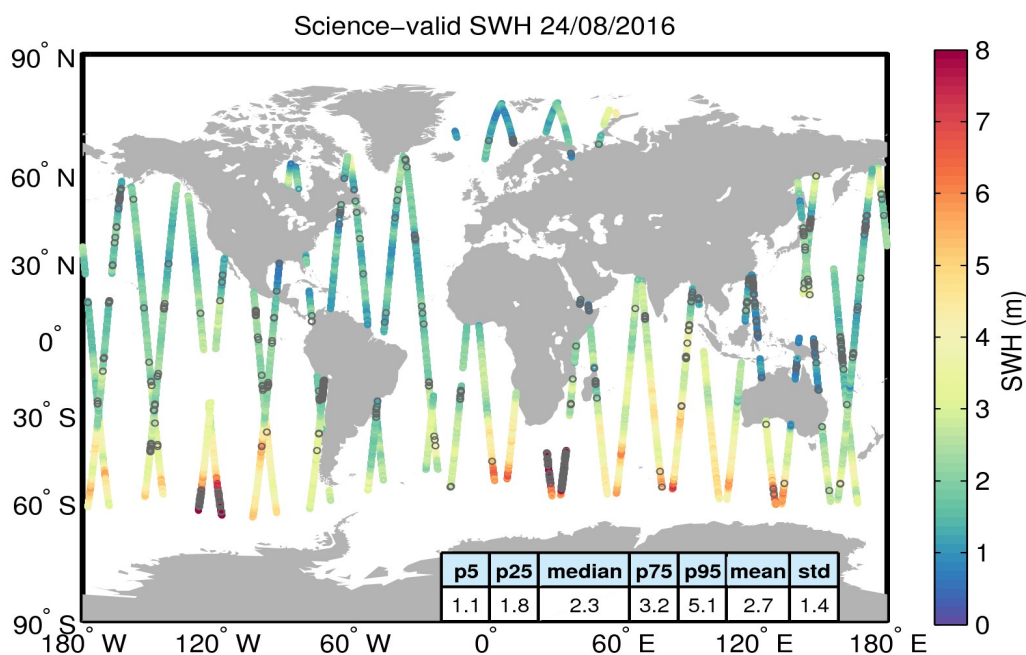 Science−valid SWH 24/08/2016
90° N
60° N
30° N
0°
30° S
60° S
90° S
180° W
120° W
60° W
0°
60° E
120° E
180° E
p5 p25 median p75 p95 mean std
1.1 1.8 2.3 3.2 5.1 2.7 1.4
8
7
6
5
4
3
2
1
0
SWH (m)